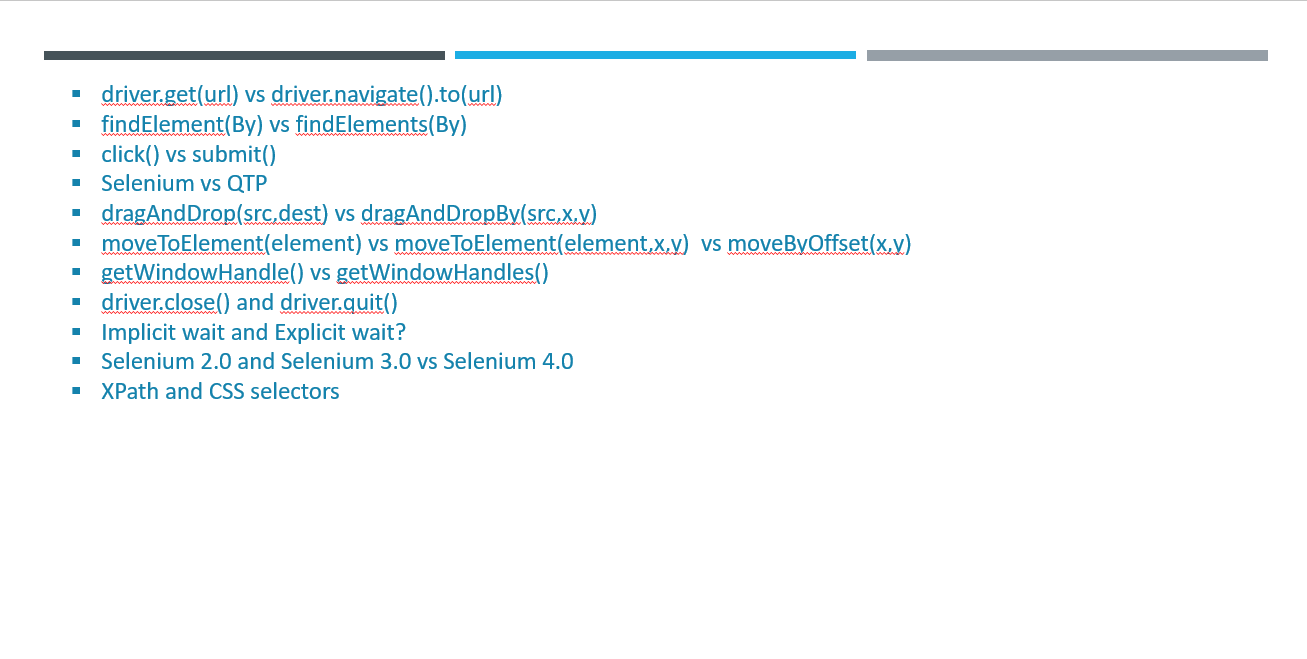 ▪ driver.get(url) vs driver.navigate().to(url)
▪ findElement(By) vs findElements(By)
▪ click() vs submit()
▪ Selenium vs QTP
▪ dragAndDrop(src,dest) vs dragAndDropBy(src,x,y)
▪ moveToElement(element) vs moveToElement(element,x,y)  vs moveByOffset(x,y)
▪ getWindowHandle() vs getWindowHandles()
▪ driver.close() and driver.quit()
▪ Implicit wait and Explicit wait?
▪ Selenium 2.0 and Selenium 3.0 vs Selenium 4.0
▪ XPath and CSS selectors